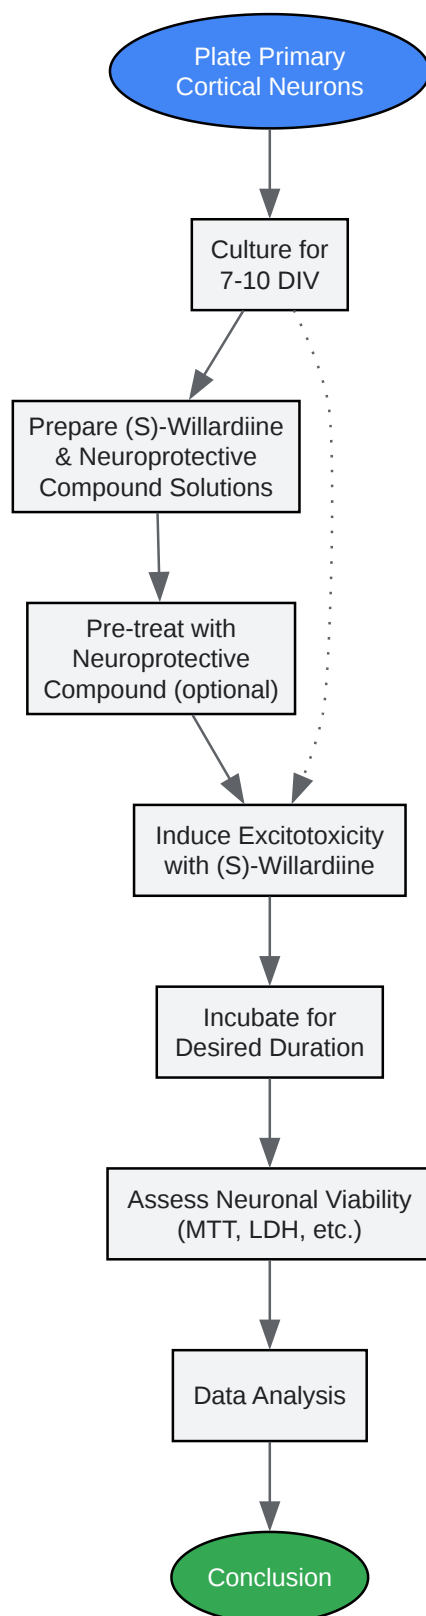 Plate Primary
Cortical Neurons
Culture for
7-10 DIV
Prepare (S)-Willardiine
& Neuroprotective
Compound Solutions
Pre-treat with
Neuroprotective
Compound (optional)
Induce Excitotoxicity
with (S)-Willardiine
Incubate for
Desired Duration
Assess Neuronal Viability
(MTT, LDH, etc.)
Data Analysis
Conclusion